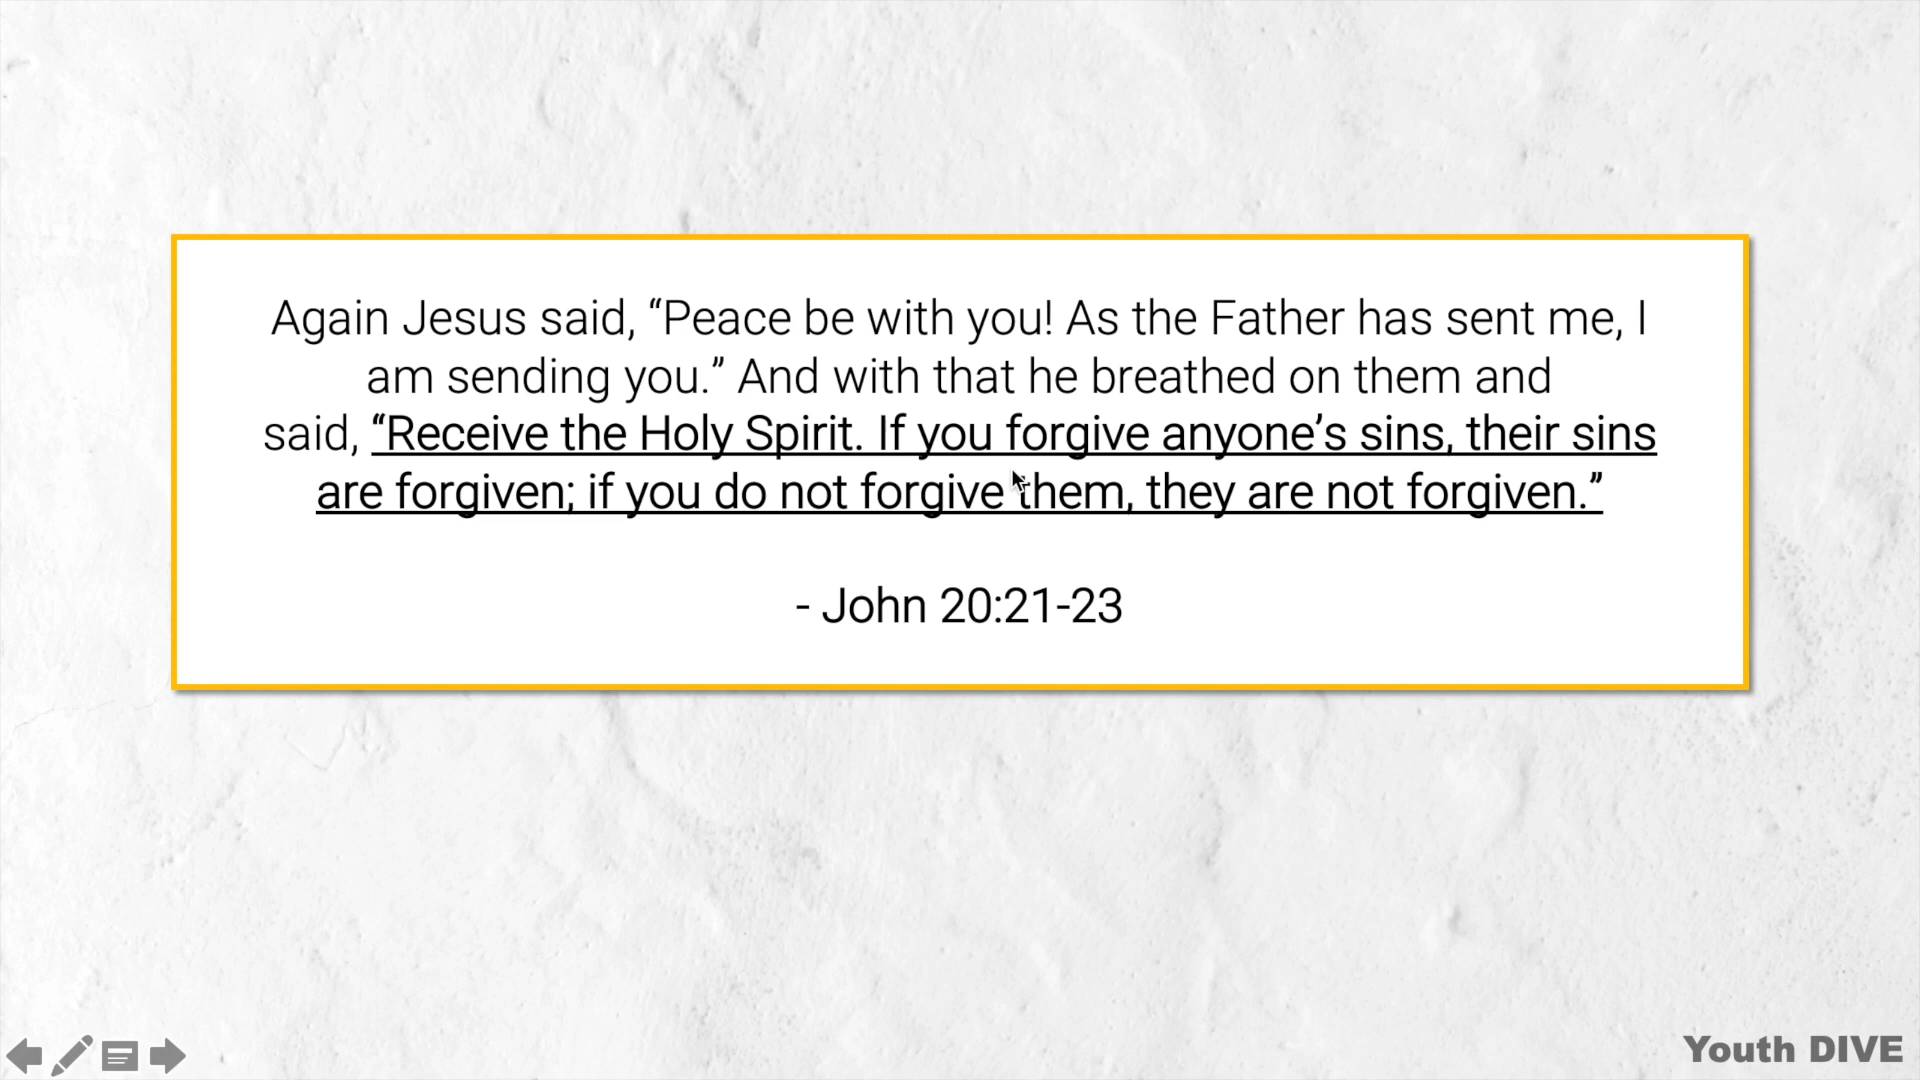 Again Jesus said, “Peace be with you! As the Father has sent me, I
am sending you.” And with that he breathed on them and
said, “Receive the Holy Spirit. If you forgive anyone’s sins, their sins
are forgiven; if you do not forgive them, they are not forgiven.”
- John 20:21-23
Youth DIVE